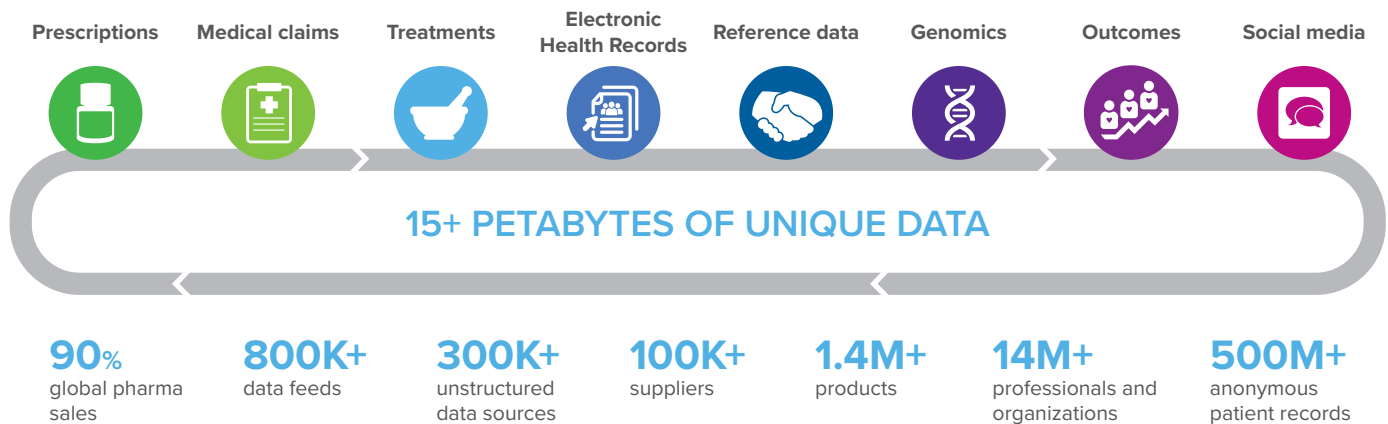 Prescriptions
Medical claims
Treatments
Electronic
Health Records
Reference data
Genomics
Outcomes
Social media
15+ PETABYTES OF UNIQUE DATA
90%
global pharma
sales
800K+
data feeds
300K+
unstructured
data sources
100K+
suppliers
1.4M+
products
14M+
professionals and
organizations
500M+
anonymous
patient records